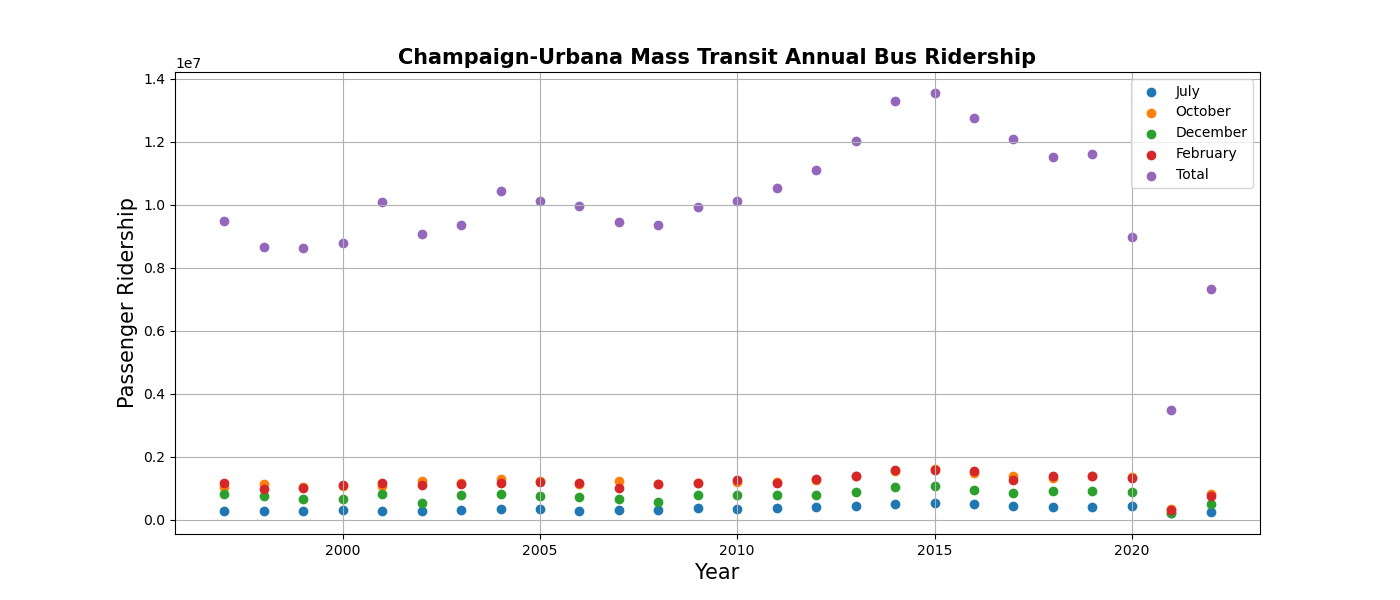 Champaign-Urbana Mass Transit Annual Bus Ridership
1e7
1.4
1.2
1.0
0.8
0.6
0.4
0.2
0.0
Passenger Ridership
July
October
December
February
Total
2000 2005 2010 2015 2020
Year